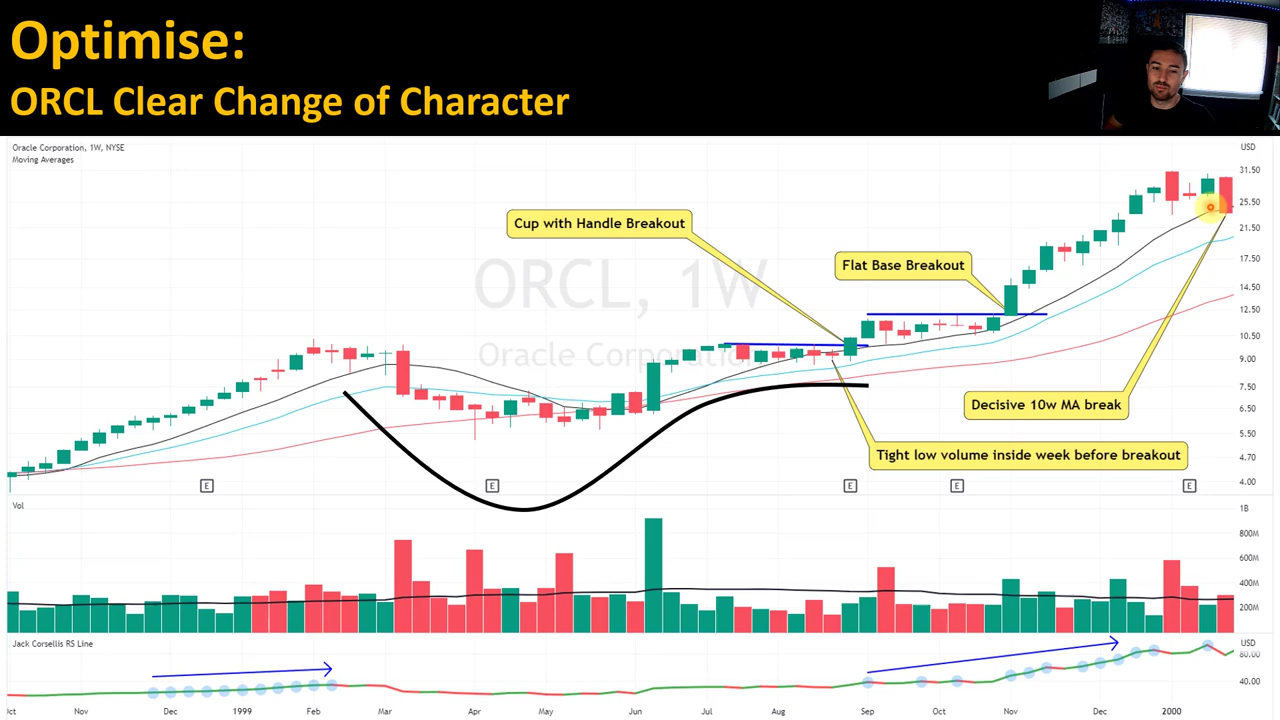 Optimise:
ORCL Clear Change of Character
Oracle Corporation, 1W, NYSE
Moving Averages
USD
31.50
25.50
21.50
17.50
14.50
12.50
10.50
9.00
7.50
6.50
5.50
4.70
4.00
ORCL, 1W
Oracle Corporation
Cup with Handle Breakout
Flat Base Breakout
Decisive 10w MA break
Tight low volume inside week before breakout
E
E
E
E
E
Vol
1B
800M
600M
400M
200M
Jack Corsellis RS Line
USD
80.00
40.00
Oct
Nov
Dec
1999
Feb
Mar
Apr
May
Jun
Jul
Aug
Sep
Oct
Nov
Dec
2000